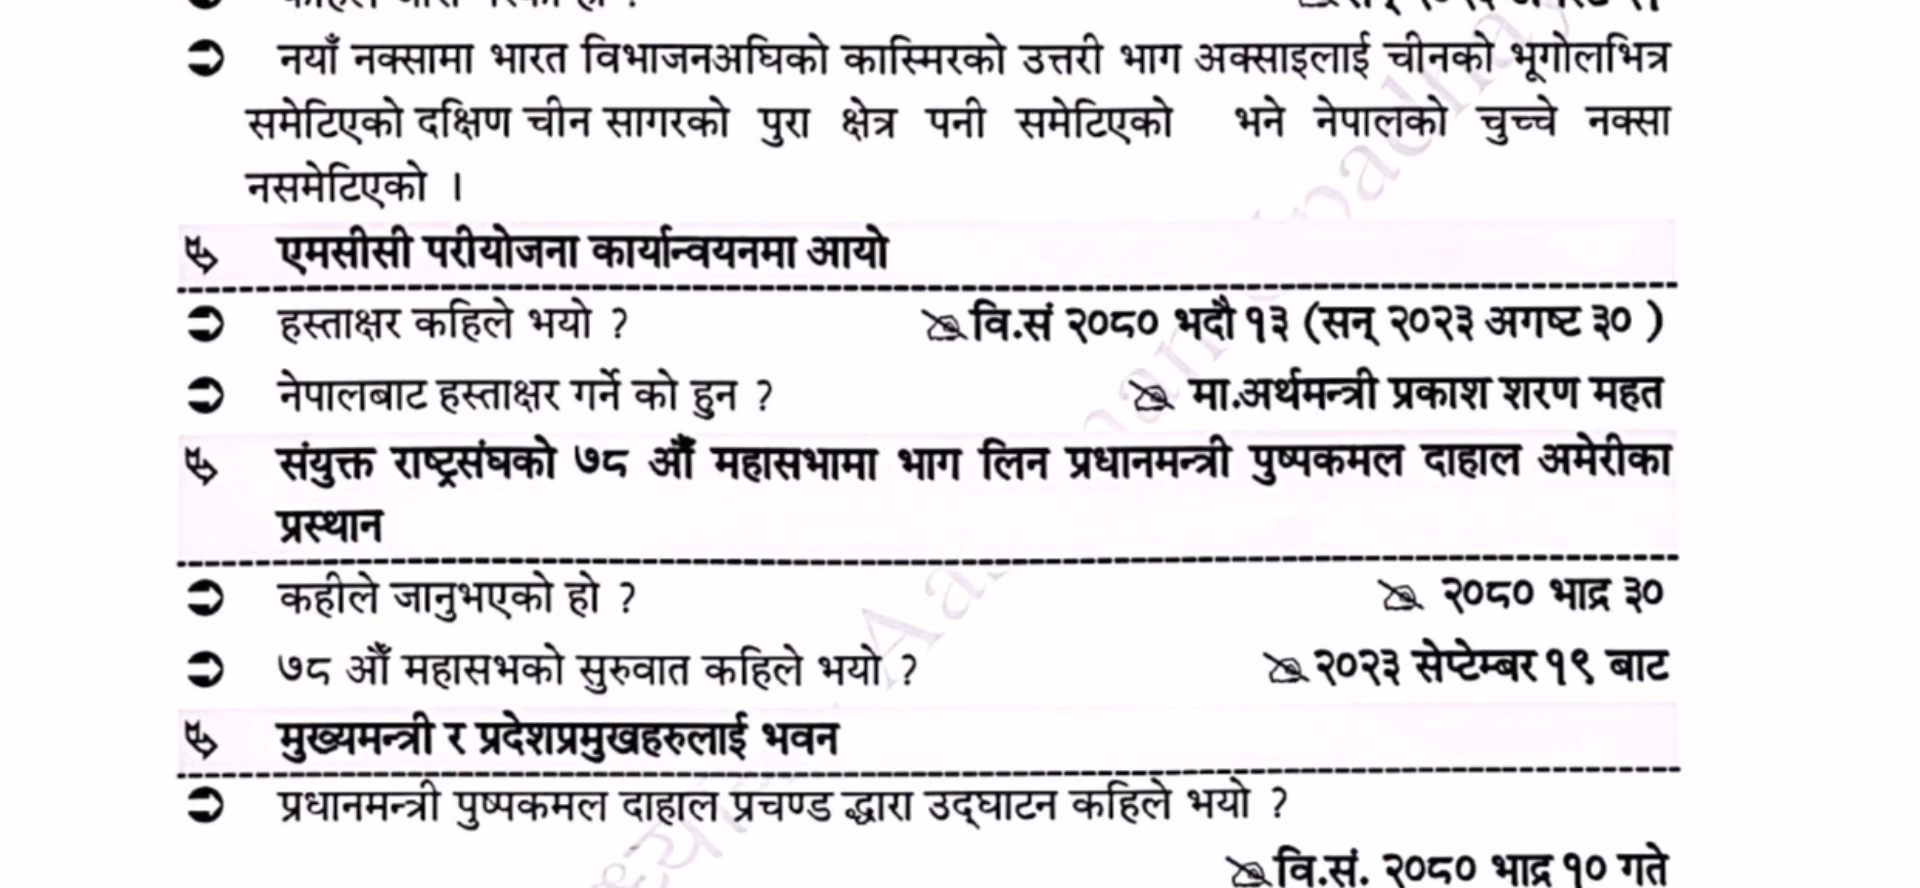 नयाँ नक्सामा भारत विभाजनअघिको कास्मिरको उत्तरी भाग अक्साइलाई चीनको भूगोलभित्र
समेटिएको दक्षिण चीन सागरको पुरा क्षेत्र पनी समेटिएको भने नेपालको चुच्चे नक्सा
नसमेटिएको ।
एमसीसी परीयोजना कार्यान्वयनमा आयो
हस्ताक्षर कहिले भयो ? वि.सं २०८० भदौ १३ (सन् २०२३ अगष्ट ३० )
नेपालबाट हस्ताक्षर गर्ने को हुन ? मा.अर्थमन्त्री प्रकाश शरण महत
संयुक्त राष्ट्रसंघको ७८ औं महासभामा भाग लिन प्रधानमन्त्री पुष्पकमल दाहाल अमेरीका
प्रस्थान
कहीले जानुभएको हो ? २०८० भाद्र ३०
७८ औं महासभको सुरुवात कहिले भयो ? २०२३ सेप्टेम्बर १९ बाट
मुख्यमन्त्री र प्रदेशप्रमुखहरुलाई भवन
प्रधानमन्त्री पुष्पकमल दाहाल प्रचण्ड द्धारा उद्घाटन कहिले भयो ?
वि.सं. २०८० भाद्र १० गते